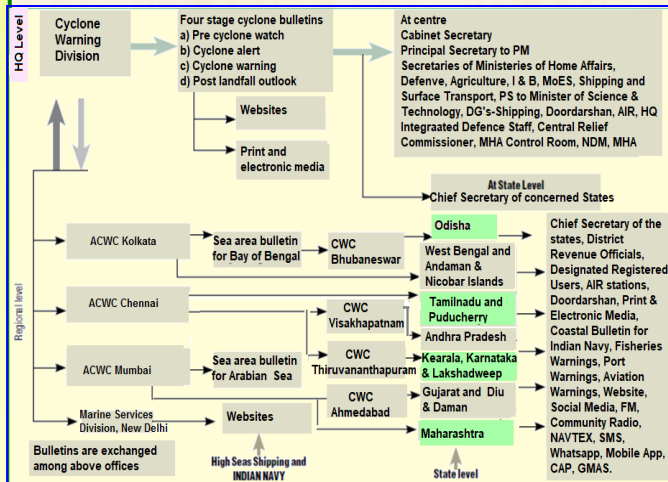 HQ Level
Cyclone
Warning
Division
Four stage cyclone bulletins
a) Pre cyclone watch
b) Cyclone alert
c) Cyclone warning
d) Post landfall outlook
Websites
Print and
electronic media
At centre
Cabinet Secretary
Principal Secretary to PM
Secretaries of Ministeries of Home Affairs,
Defenve, Agriculture, I & B, MoES, Shipping and
Surface Transport, PS to Minister of Science &
Technology, DG's-Shipping, Doordarshan, AIR, HQ
Integraated Defence Staff, Central Relief
Commissioner, MHA Control Room, NDM, MHA
At State Level
Chief Secretary of concerned States
Regional level
ACWC Kolkata
Sea area bulletin
for Bay of Bengal
CWC
Bhubaneswar
Odisha
West Bengal and
Andaman &
Nicobar Islands
ACWC Chennai
CWC
Visakhapatnam
Tamilnadu and
Puducherry
Andhra Pradesh
CWC
Thiruvananthapuram
Kearala, Karnataka
& Lakshadweep
ACWC Mumbai
Sea area bulletin
for Arabian Sea
CWC
Ahmedabad
Gujarat and Diu
& Daman
Maharashtra
Marine Services
Division, New Delhi
Websites
Bulletins are exchanged
among above offices
High Seas Shipping and
INDIAN NAVY
State level
Chief Secretary of the
states, District
Revenue Officials,
Designated Registered
Users, AIR stations,
Doordarshan, Print &
Electronic Media,
Coastal Bulletin for
Indian Navy, Fisheries
Warnings, Port
Warnings, Aviation
Warnings, Website,
Social Media, FM,
Community Radio,
NAVTEX, SMS,
Whatsapp, Mobile App,
CAP, GMAS.